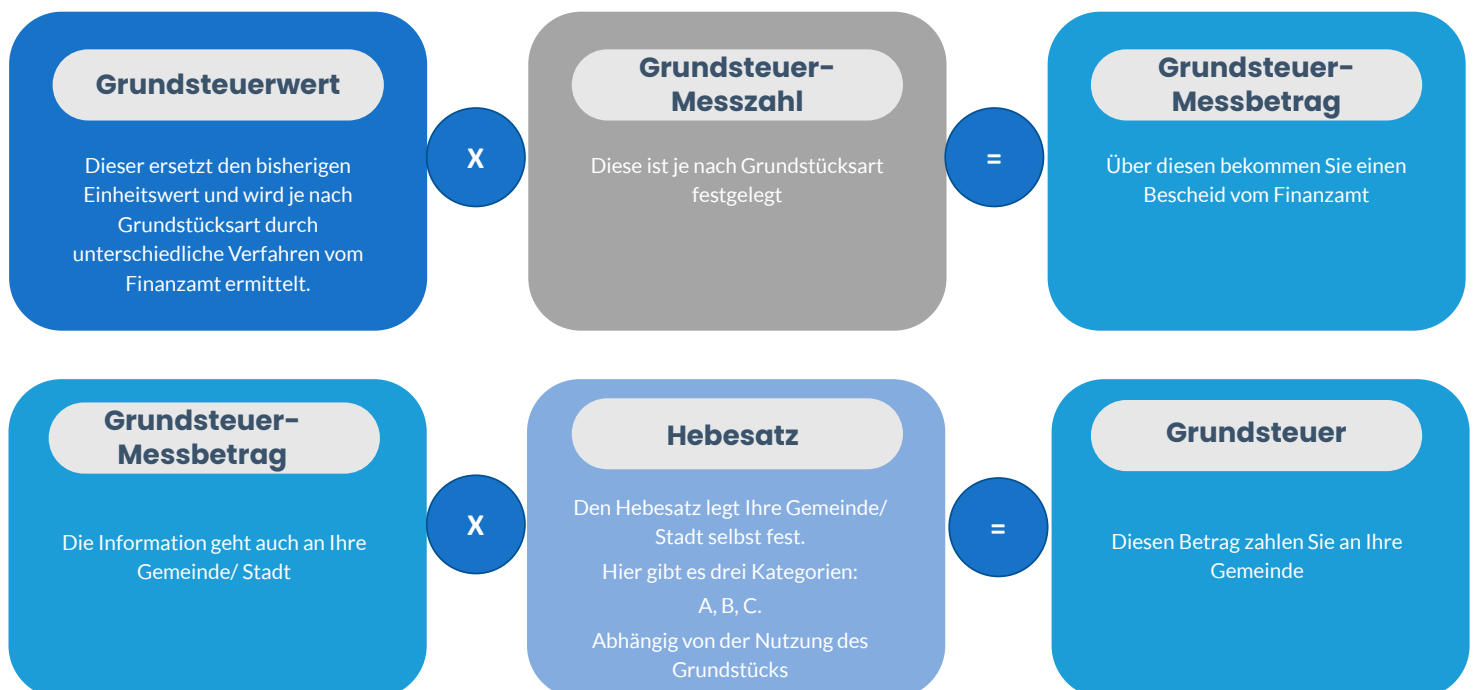 Grundsteuerwert
Dieser ersetzt den bisherigen
Einheitswert und wird je nach
Grundstücksart durch
unterschiedliche Verfahren vom
Finanzamt ermittelt.
X
Grundsteuer-
Messzahl
Diese ist je nach Grundstücksart
festgelegt
=
Grundsteuer-
Messbetrag
Über diesen bekommen Sie einen
Bescheid vom Finanzamt
Grundsteuer-
Messbetrag
Die Information geht auch an Ihre
Gemeinde/ Stadt
X
Hebesatz
Den Hebesatz legt Ihre Gemeinde/
Stadt selbst fest.
Hier gibt es drei Kategorien:
A, B, C.
Abhängig von der Nutzung des
Grundstücks
=
Grundsteuer
Diesen Betrag zahlen Sie an Ihre
Gemeinde